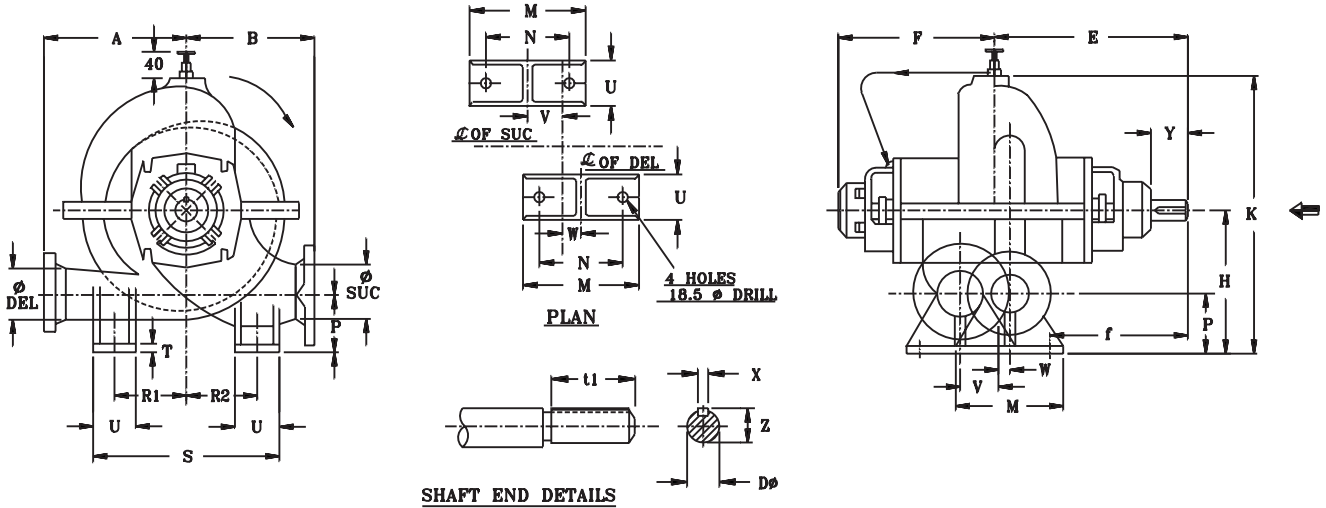 A
B
40
Ø
DEL
Ø
SUC
P
T
R1
R2
U
U
S
M
N
U
V
℄ OF SUC
℄ OF DEL
U
W
N
M
4 HOLES
18.5 ø DRILL
PLAN
t1
X
Z
Dø
SHAFT END DETAILS
F
E
Y
K
H
P
f
W
V
M